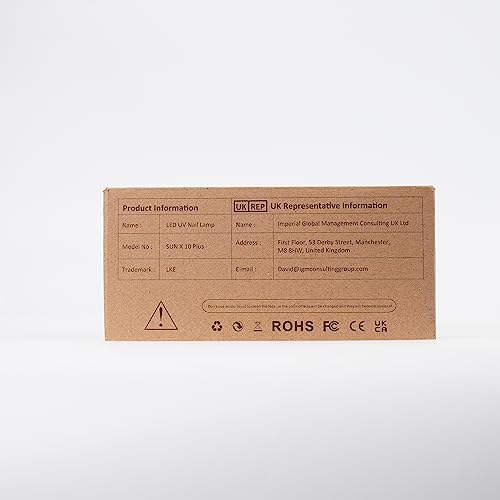 Product Information
UK REP UK Representative Information
Name : LED UV Nail Lamp Name : Imperial Global Management Consulting UK Ltd
Model No : SUN X 10 Plus Address : First Floor, 53 Derby Street, Manchester,
M8 8HW, United Kingdom
Trademark : LKE E-mail : David@igmconsultinggroup.com
ROHS FC CE UK
CA